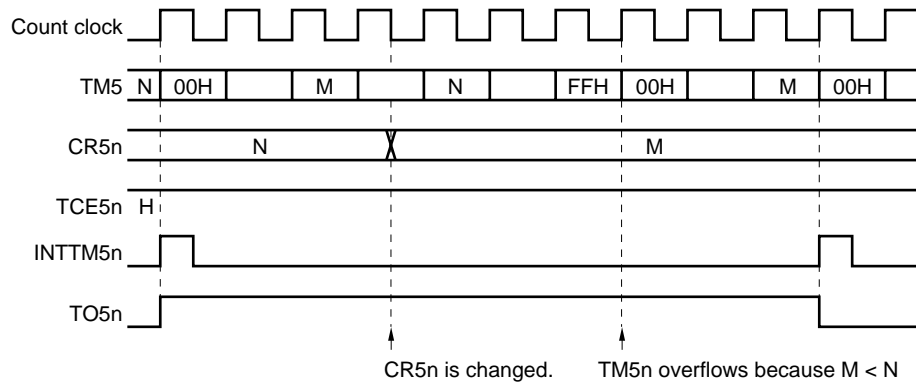 Count clock
TM5 N 00H M N FFH 00H M 00H
CR5n N M
TCE5n H
INTTM5n
TO5n
CR5n is changed. TM5n overflows because M < N